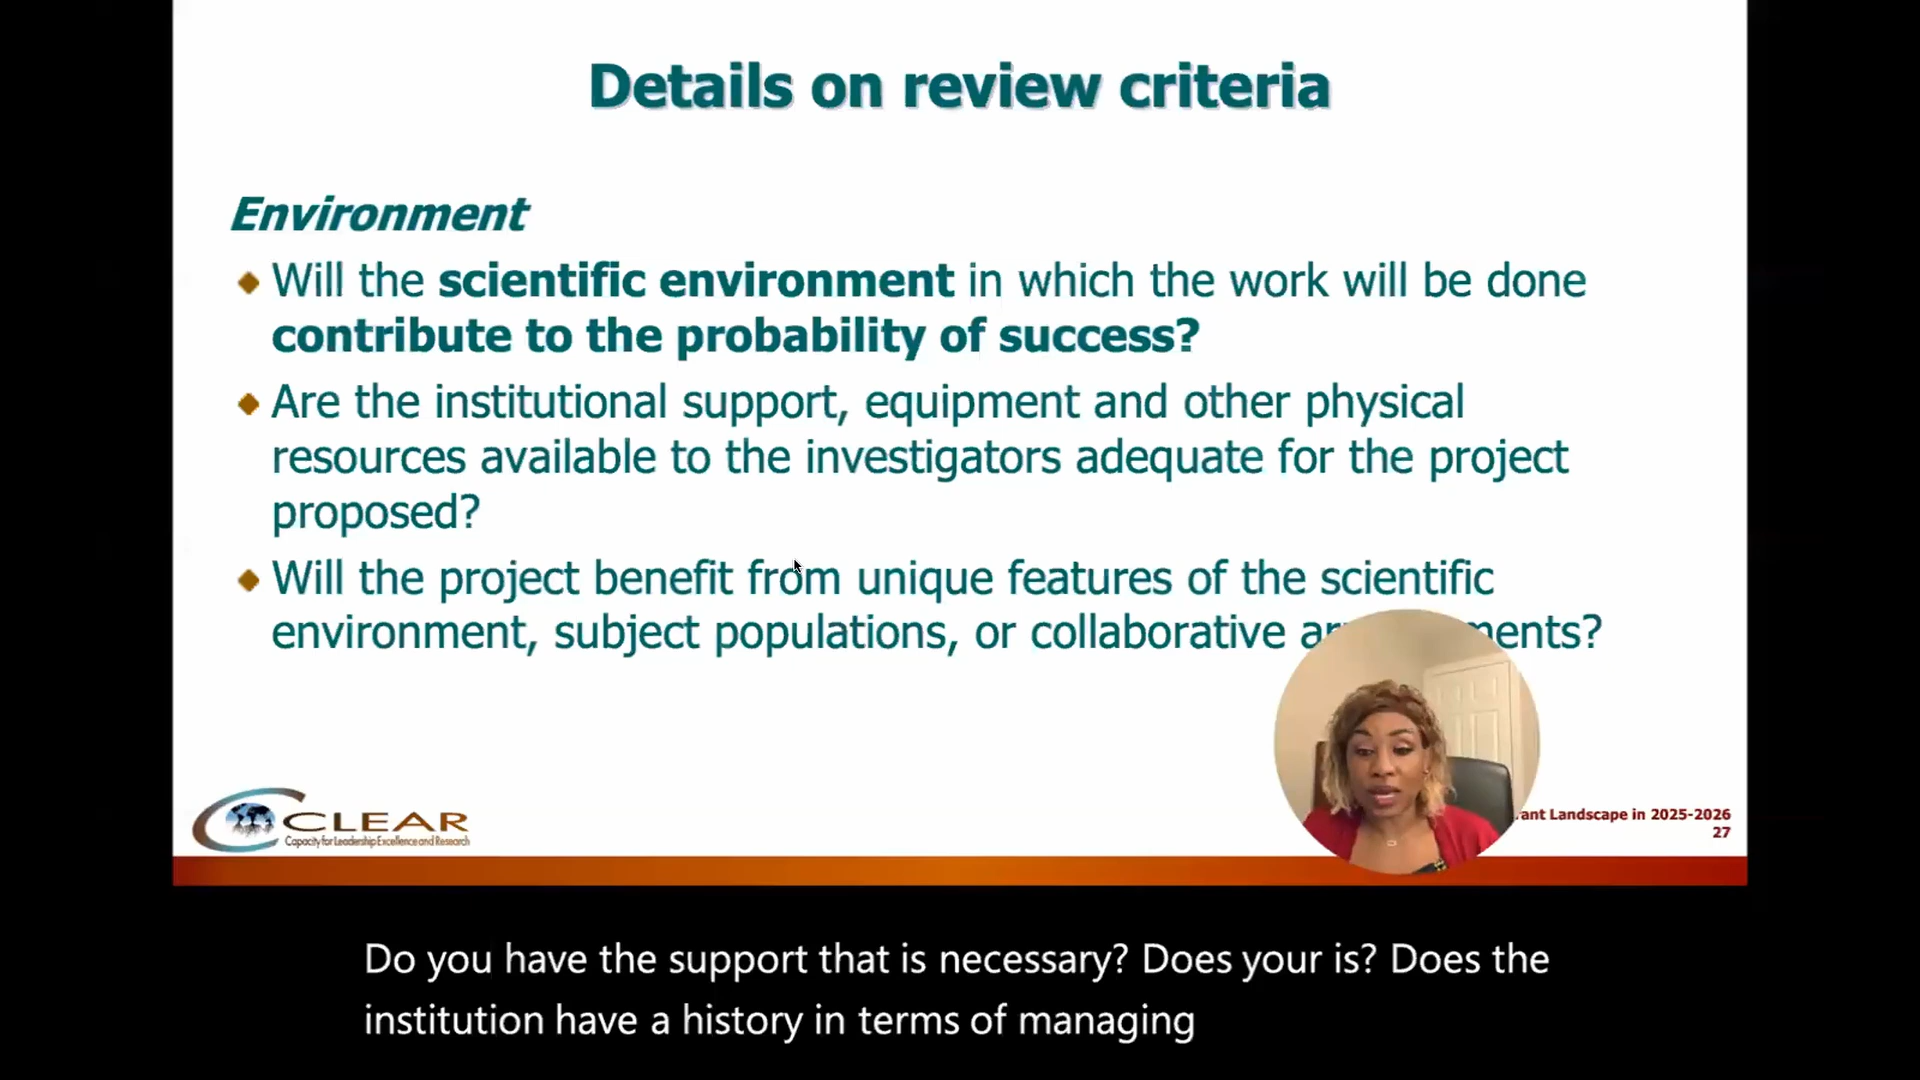 Details on review criteria
Environment
Will the scientific environment in which the work will be done
contribute to the probability of success?
Are the institutional support, equipment and other physical
resources available to the investigators adequate for the project
proposed?
Will the project benefit from unique features of the scientific
environment, subject populations, or collaborative
CLEAR
Capacity for Leadership Excellence and Research
Landscape in 2025-2026
27
Do you have the support that is necessary? Does your is? Does the
institution have a history in terms of managing